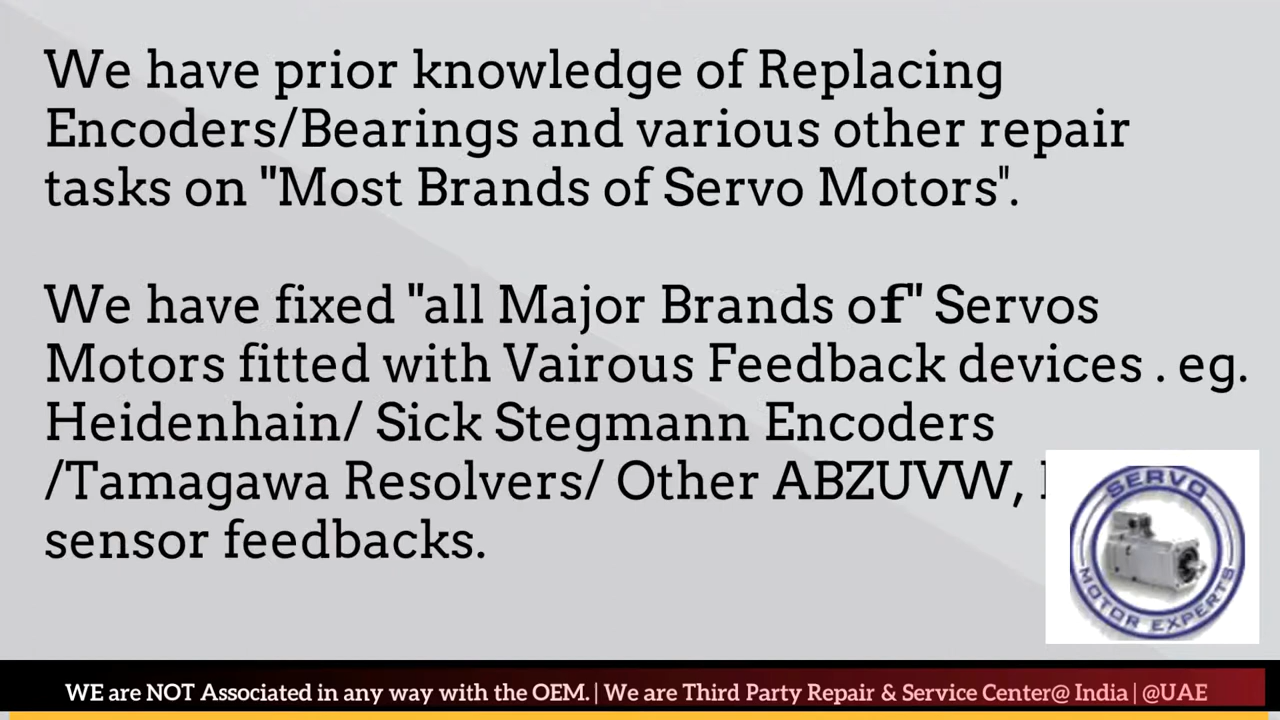 We have prior knowledge of Replacing
Encoders/Bearings and various other repair
tasks on "Most Brands of Servo Motors".
We have fixed "all Major Brands of" Servos
Motors fitted with Vairous Feedback devices . eg.
Heidenhain/ Sick Stegmann Encoders
/Tamagawa Resolvers/ Other ABZUVW,
sensor feedbacks.
SERVO
MOTOR EXPERTS
WE are NOT Associated in any way with the OEM. | We are Third Party Repair & Service Center@ India | @UAE